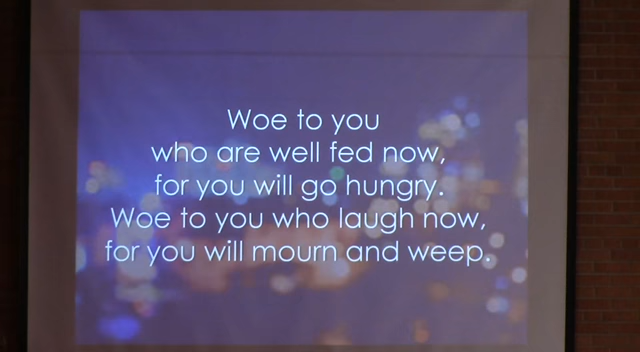 Woe to you
who are well fed now,
for you will go hungry.
Woe to you who laugh now,
for you will mourn and weep.